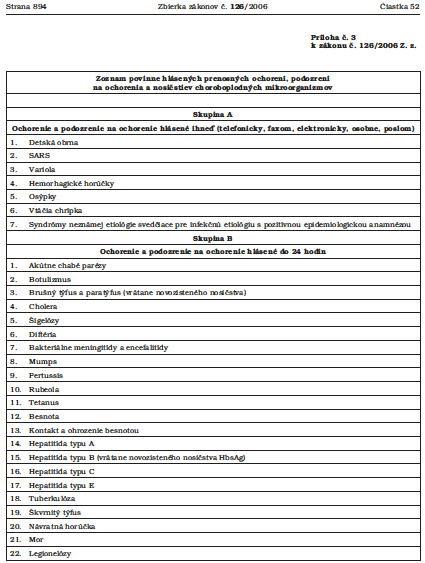 Strana 894 Zbierka zákonov č. 126/2006 Čiastka 52
Príloha č. 3
k zákonu č. 126/2006 Z. z.
Zoznam povinne hlásených prenosných ochorení, podozrení
na ochorenia a nosičstiev choroboplodných mikroorganizmov
Skupina A
Ochorenie a podozrenie na ochorenie hlásené ihneď (telefonicky, faxom, elektronicky, osobne, poslom)
1. Detská obrna
2. SARS
3. Variola
4. Hemorhagické horúčky
5. Osýpky
6. Vtáčia chrípka
7. Syndrómy neznámej etiológie svedčiace pre infekčnú etiológiu s pozitívnou epidemiologickou anamnézou
Skupina B
Ochorenie a podozrenie na ochorenie hlásené do 24 hodín
1. Akútne chabé parézy
2. Botulizmus
3. Brušný týfus a paratýfus (vrátane novozisteného nosičstva)
4. Cholera
5. Šigelózy
6. Diftéria
7. Bakteriálne meningitídy a encefalitídy
8. Mumps
9. Pertussis
10. Rubeola
11. Tetanus
12. Besnota
13. Kontakt a ohrozenie besnotou
14. Hepatitída typu A
15. Hepatitída typu B (vrátane novozisteného nosičstva HbsAg)
16. Hepatitída typu C
17. Hepatitída typu E
18. Tuberkulóza
19. Škvrnitý týfus
20. Návratná horúčka
21. Mor
22. Legionelózy